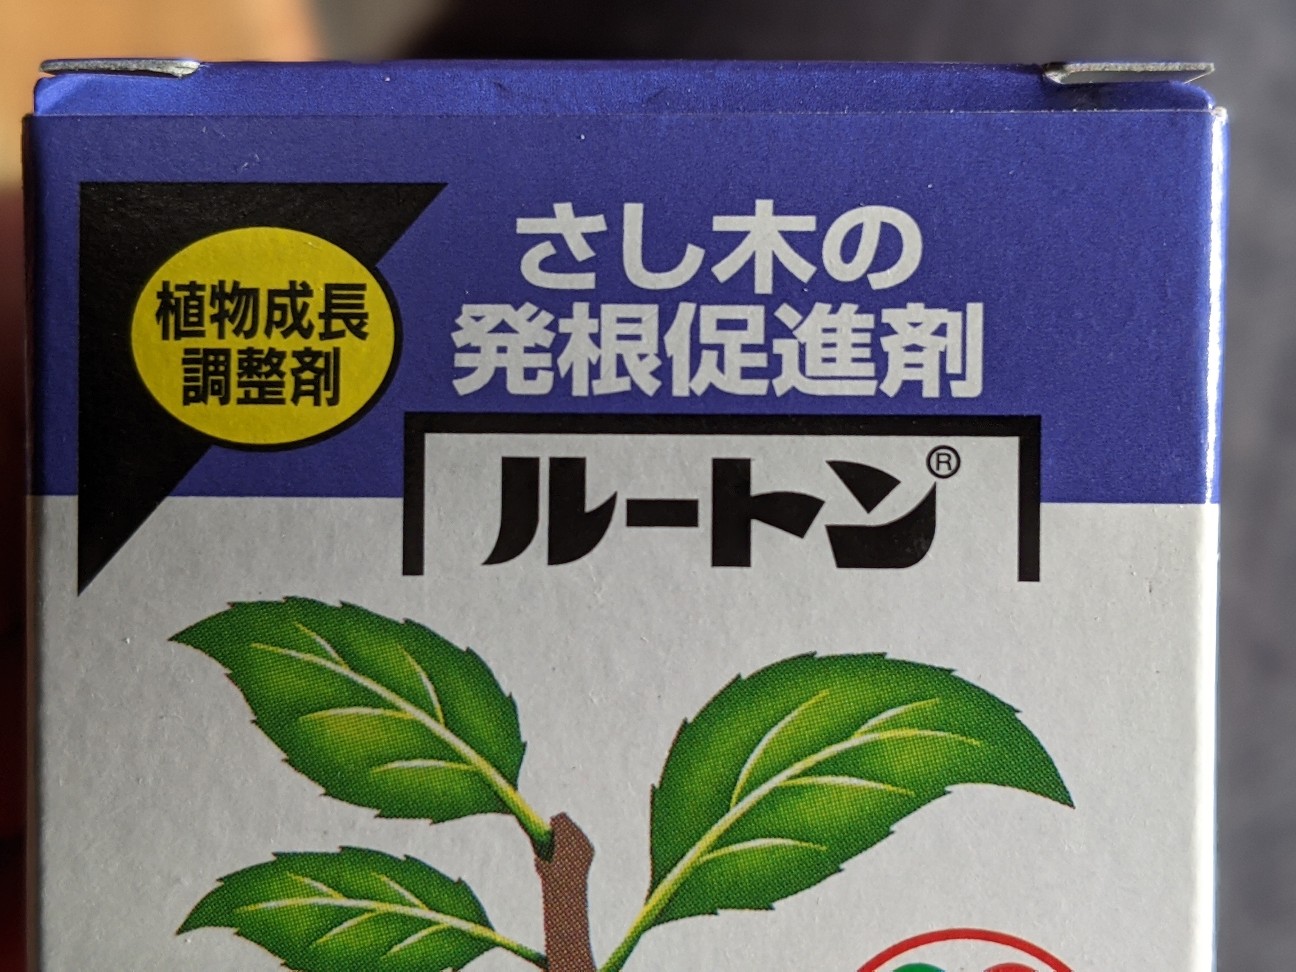 さし木の
発根促進剤
植物成長
調整剤
ルートン®